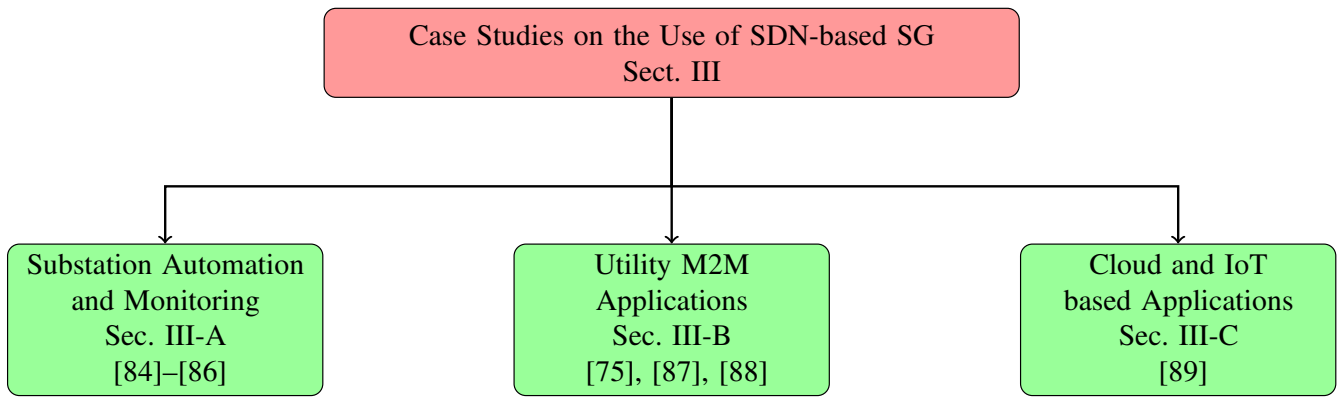 Case Studies on the Use of SDN-based SG
Sect. III
Substation Automation
and Monitoring
Sec. III-A
[84]–[86]
Utility M2M
Applications
Sec. III-B
[75], [87], [88]
Cloud and IoT
based Applications
Sec. III-C
[89]